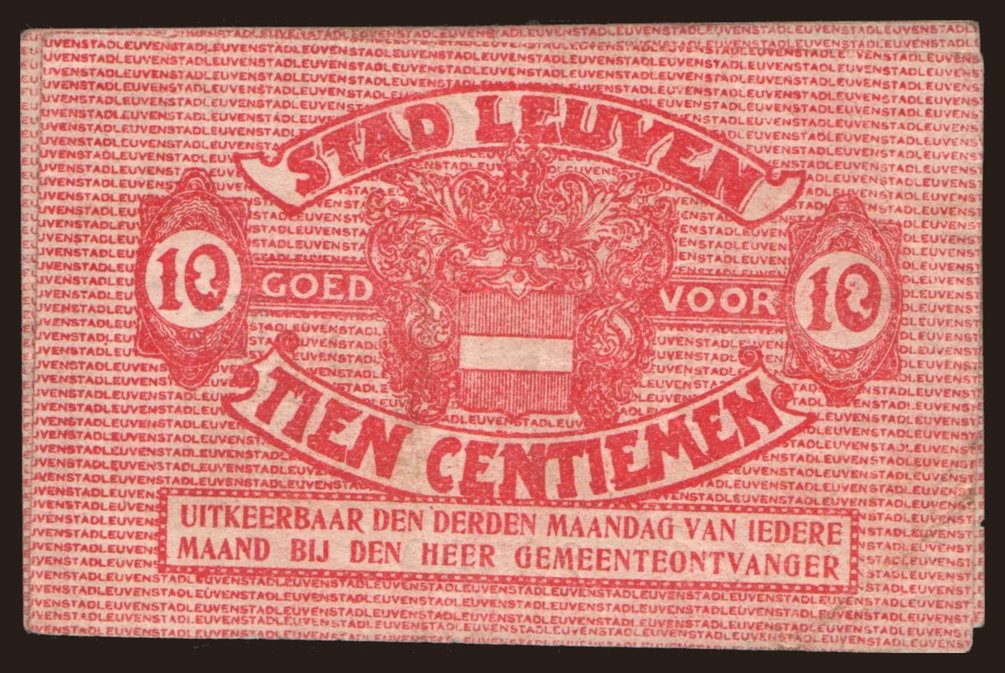 STAD LEUVEN
10 GOED VOOR 10
TIEN CENTIEMEN
UITKEERBAAR DEN DERDEN MAANDAG VAN IEDERE
MAAND BIJ DEN HEER GEMEENTEONTVANGER